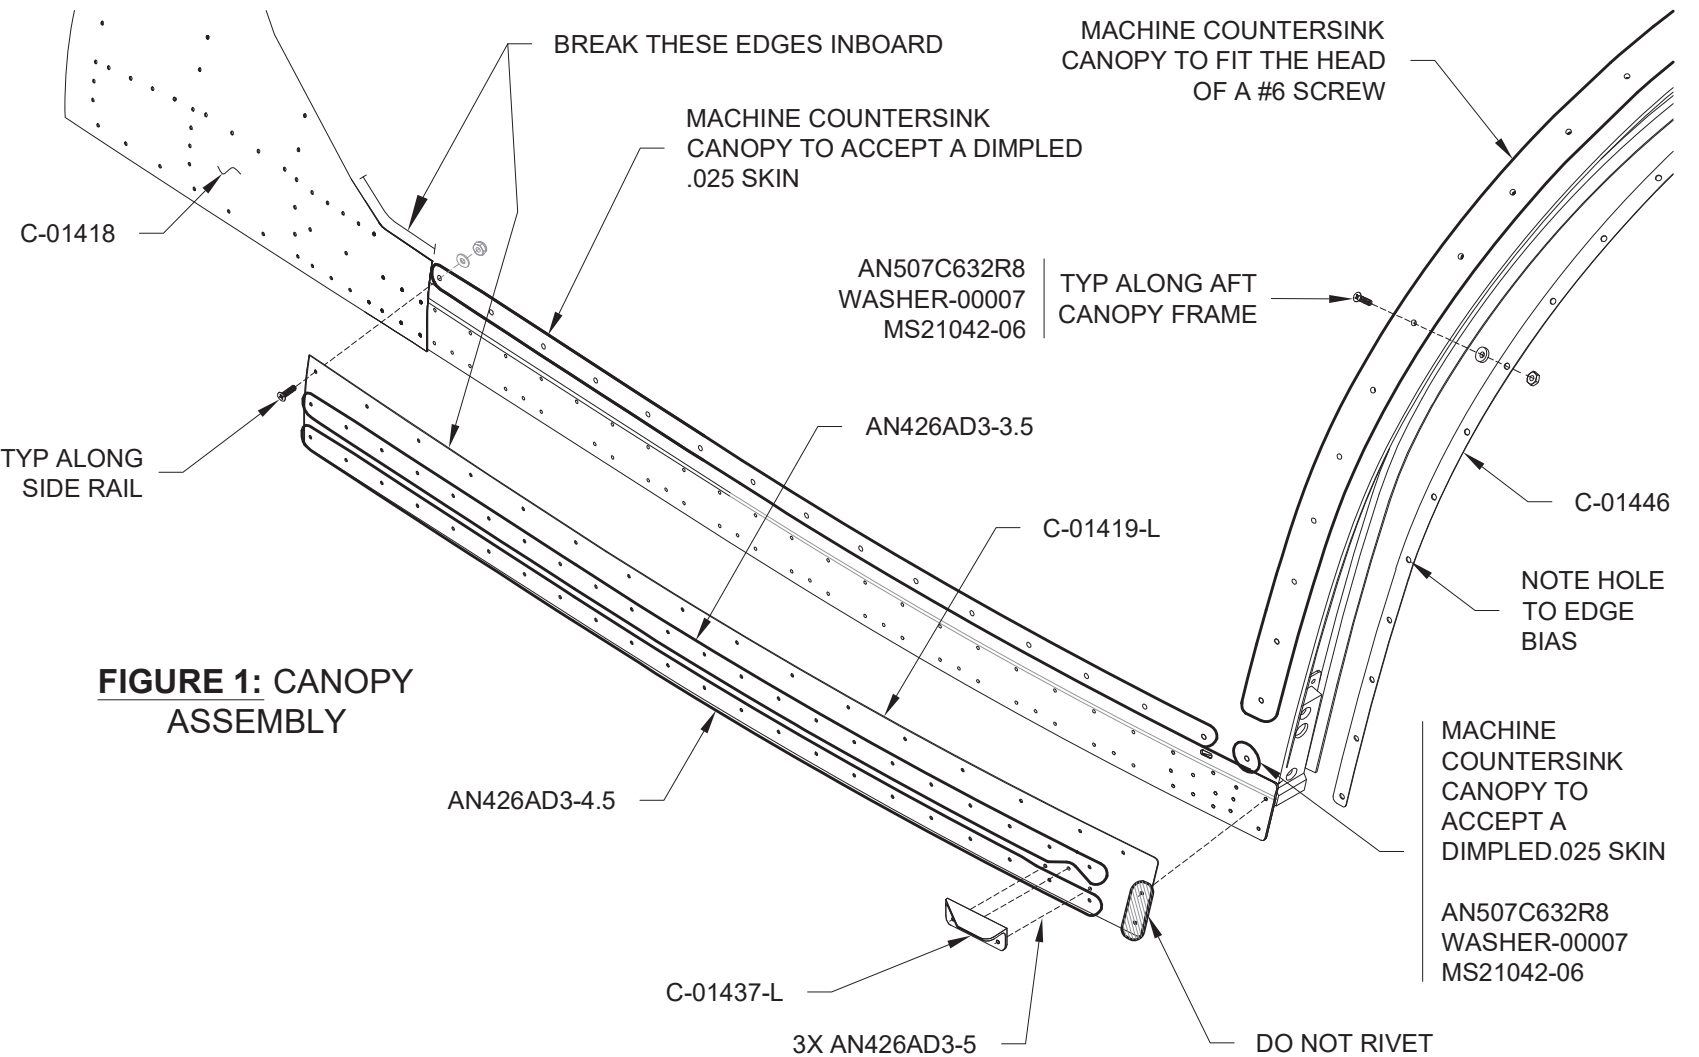 BREAK THESE EDGES INBOARD
MACHINE COUNTERSINK
CANOPY TO FIT THE HEAD
OF A #6 SCREW
MACHINE COUNTERSINK
CANOPY TO ACCEPT A DIMPLED
.025 SKIN
C-01418
AN507C632R8
WASHER-00007
MS21042-06
TYP ALONG AFT
CANOPY FRAME
TYP ALONG
SIDE RAIL
AN426AD3-3.5
C-01446
C-01419-L
NOTE HOLE
TO EDGE
BIAS
FIGURE 1: CANOPY
ASSEMBLY
AN426AD3-4.5
MACHINE
COUNTERSINK
CANOPY TO
ACCEPT A
DIMPLED.025 SKIN
AN507C632R8
WASHER-00007
MS21042-06
C-01437-L
3X AN426AD3-5
DO NOT RIVET